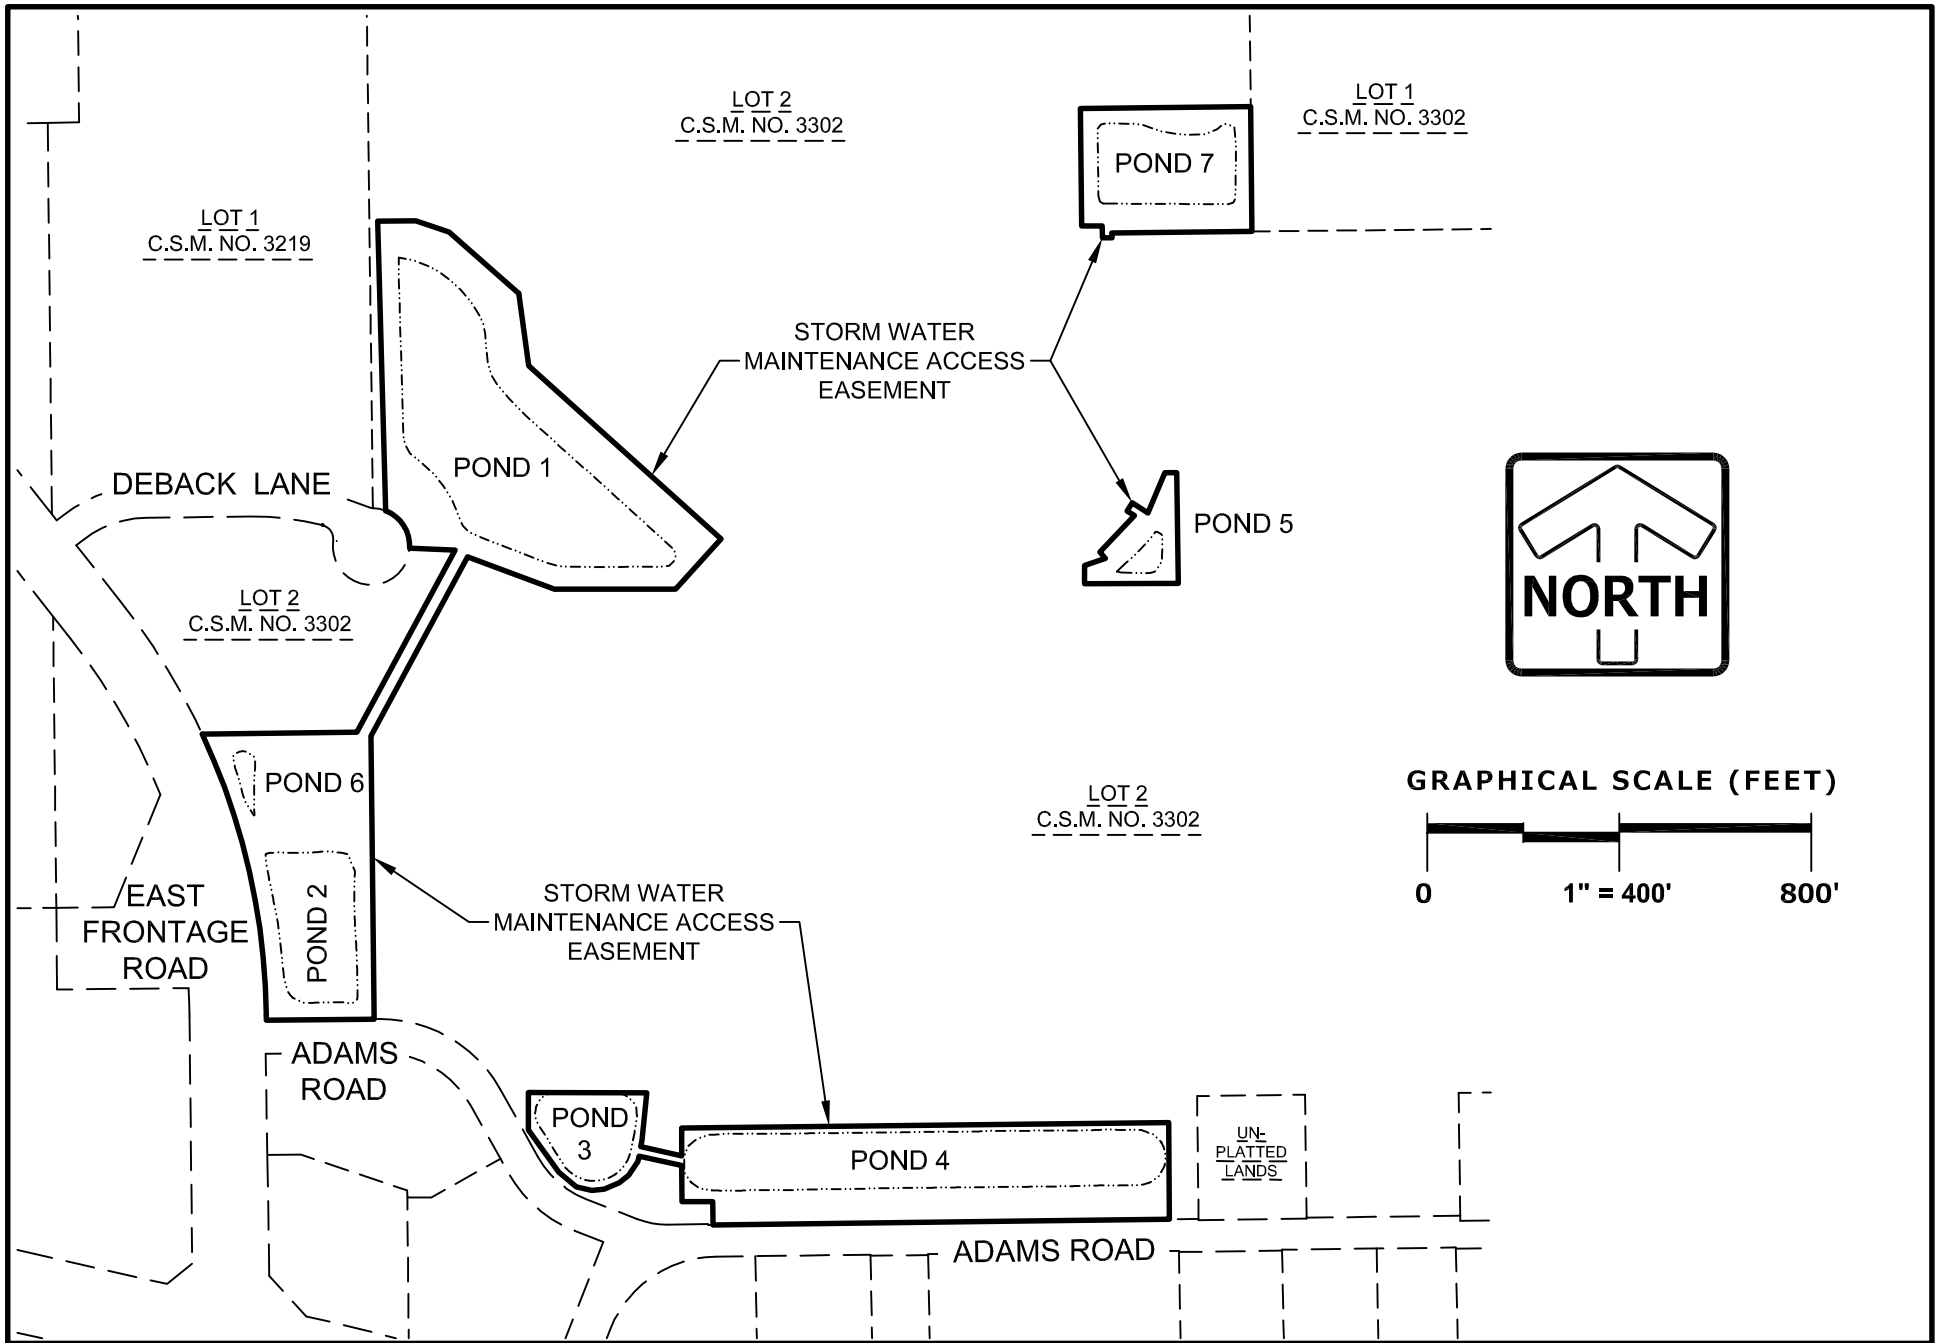 LOT 2
C.S.M. NO. 3302
LOT 1
C.S.M. NO. 3302
POND 7
LOT 1
C.S.M. NO. 3219
STORM WATER
MAINTENANCE ACCESS
EASEMENT
POND 1
DEBACK LANE
POND 5
NORTH
LOT 2
C.S.M. NO. 3302
POND 6
GRAPHICAL SCALE (FEET)
0
1" = 400'
800'
LOT 2
C.S.M. NO. 3302
EAST
FRONTAGE
ROAD
POND 2
STORM WATER
MAINTENANCE ACCESS
EASEMENT
ADAMS
ROAD
POND
3
POND 4
UN-
PLATTED
LANDS
ADAMS ROAD